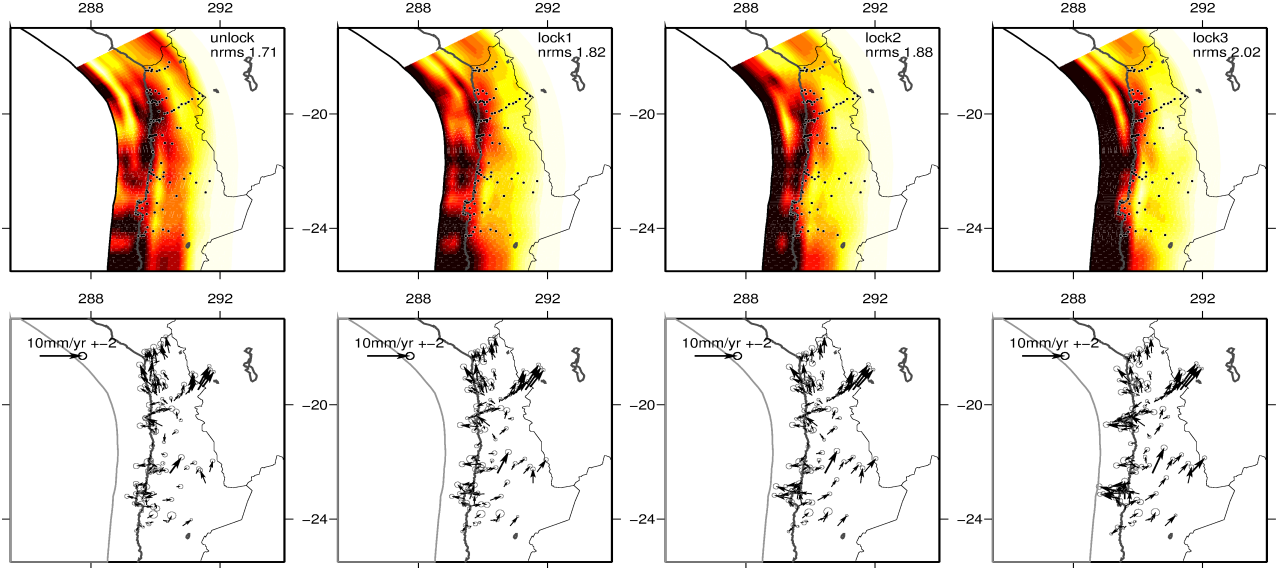 288 292 288 292 288 292 288 292
unlock lock1 lock2 lock3
nrms 1.71 nrms 1.82 nrms 1.88 nrms 2.02
−20 −20 −20
−24 −24 −24
288 292 288 292 288 292 288 292
10mm/yr +−2 10mm/yr +−2 10mm/yr +−2 10mm/yr +−2
−20 −20 −20
−24 −24 −24